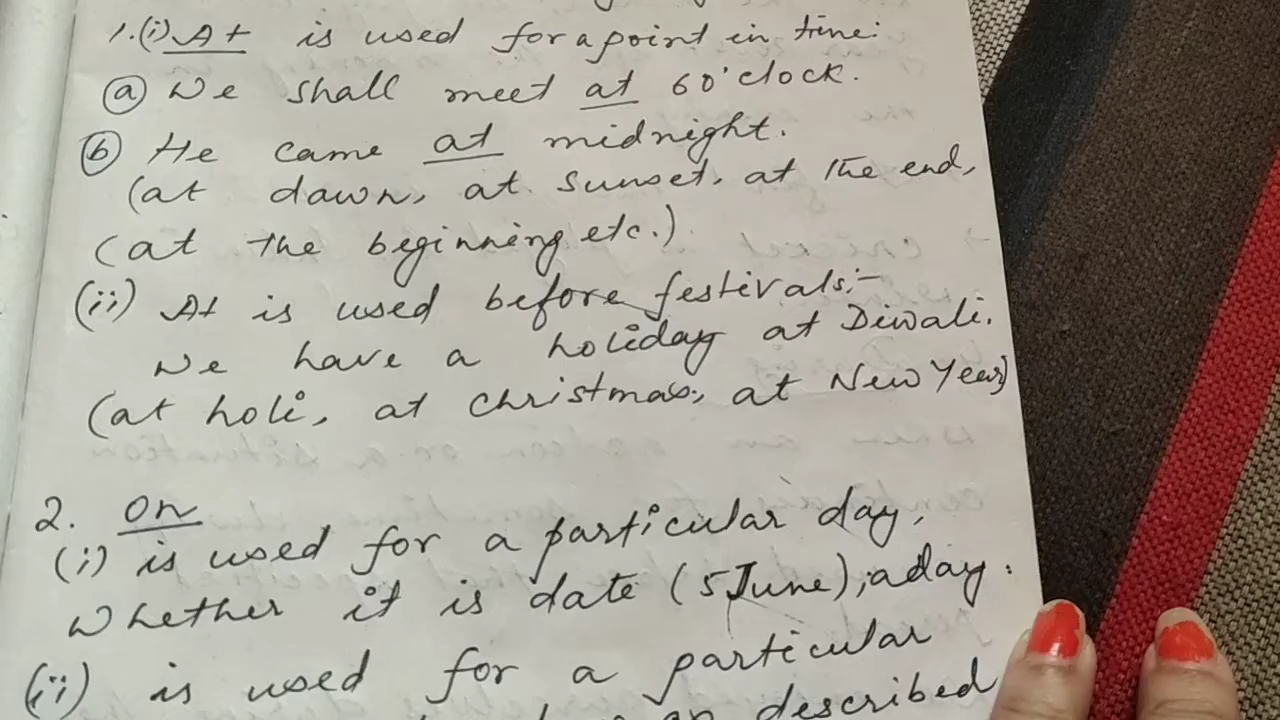 1.(i) At is used for a point in time:
(a) We shall meet at 6 o'clock.
(b) He came at midnight.
(at dawn, at sunset, at the end,
(at the beginning etc.)
(ii) At is used before festivals:-
We have a holiday at Diwali.
(at holi, at christmas, at New Year)
2. on
(i) is used for a particular day,
Whether it is date (5 June), a day.
(ii) is used for a particular
described